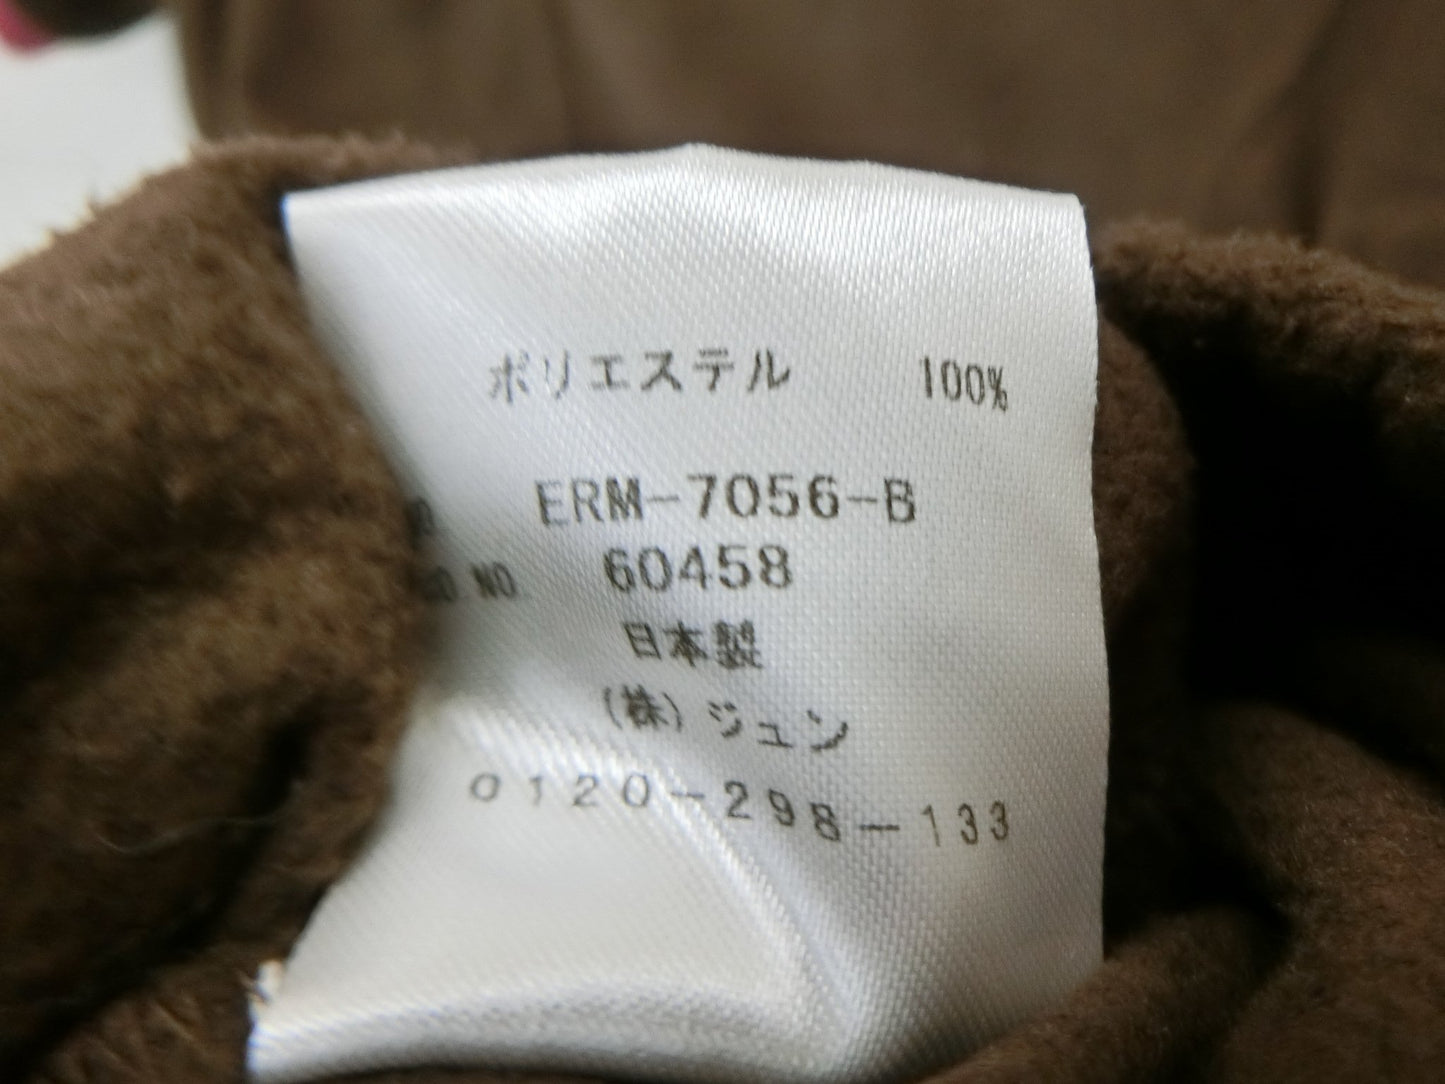 ポリエステル 100%
ERM-7056-B
NO 60458
日本製
(株)ジュン
0120-298-133